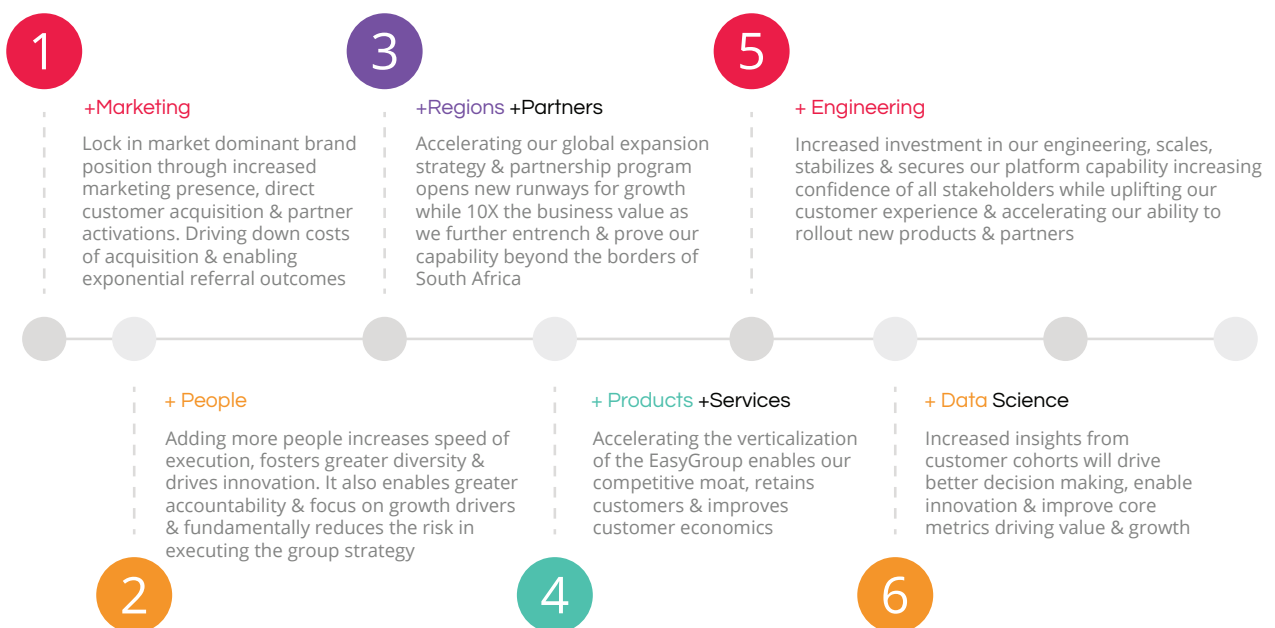 1
+Marketing
Lock in market dominant brand
position through increased
marketing presence, direct
customer acquisition & partner
activations. Driving down costs
of acquisition & enabling
exponential referral outcomes
3
+Regions +Partners
Accelerating our global expansion
strategy & partnership program
opens new runways for growth
while 10X the business value as
we further entrench & prove our
capability beyond the borders of
South Africa
5
+ Engineering
Increased investment in our engineering, scales,
stabilizes & secures our platform capability increasing
confidence of all stakeholders while uplifting our
customer experience & accelerating our ability to
rollout new products & partners
+ People
Adding more people increases speed of
execution, fosters greater diversity &
drives innovation. It also enables greater
accountability & focus on growth drivers
& fundamentally reduces the risk in
executing the group strategy
2
+ Products +Services
Accelerating the verticalization
of the EasyGroup enables our
competitive moat, retains
customers & improves
customer economics
4
+ Data Science
Increased insights from
customer cohorts will drive
better decision making, enable
innovation & improve core
metrics driving value & growth
6